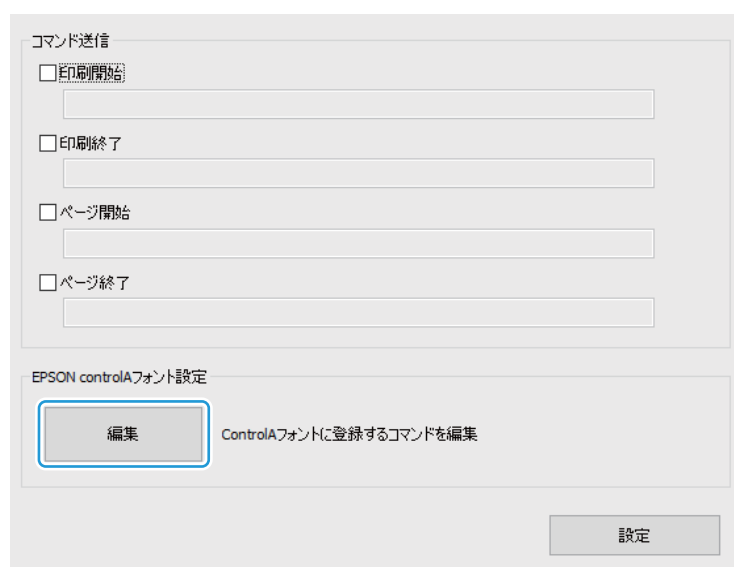 コマンド送信
印刷開始
印刷終了
ページ開始
ページ終了
EPSON controlAフォント設定
編集 ControlAフォントに登録するコマンドを編集
設定